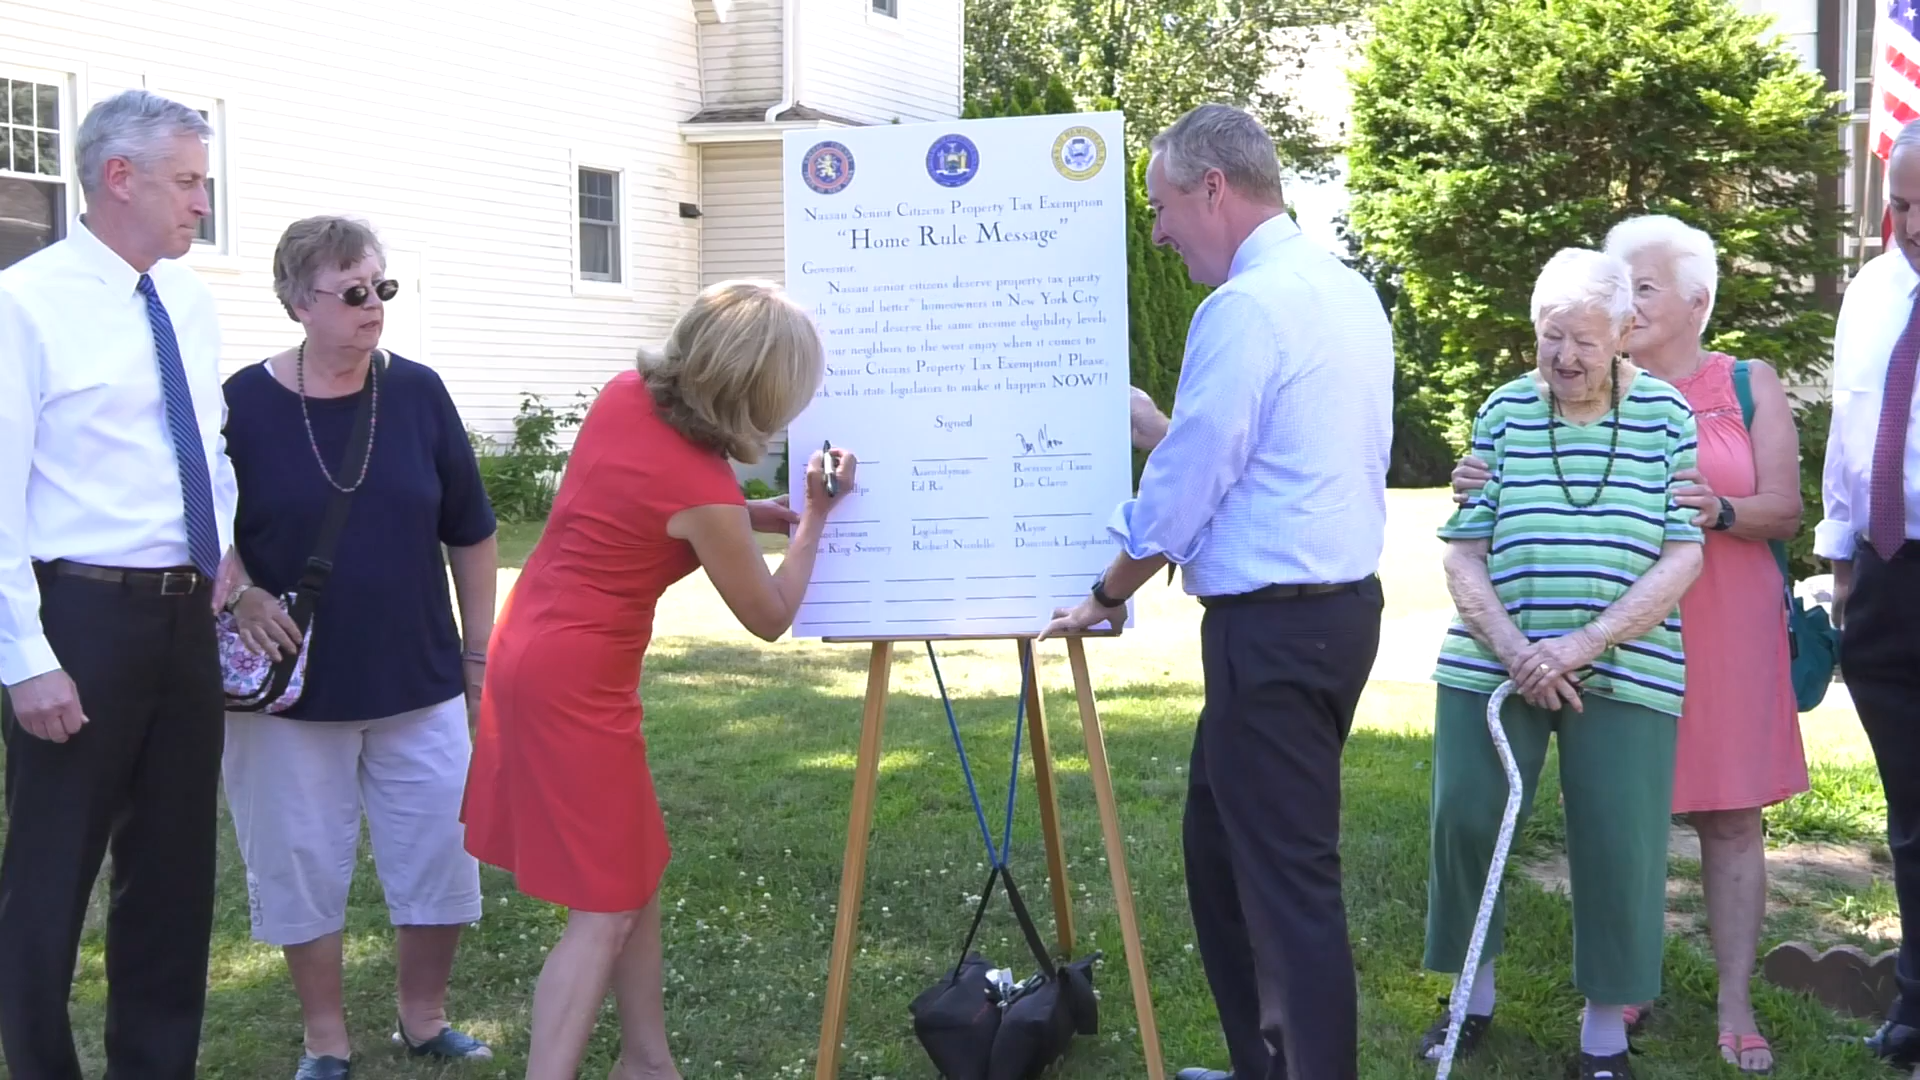 Nassau Senior Citizens Property Tax Exemption
"Home Rule Message"
Governor,
Nassau senior citizens deserve property tax parity
"65 and better" homeowners in New York City
want and deserve the same income eligibility levels
our neighbors to the west enjoy when it comes to
Senior Citizens Property Tax Exemption! Please,
with state legislators to make it happen NOW!!
Signed
Assemblyman
Ed Ra
Receiver of Taxes
Don Clavin
King Sweeney
Legislator
Richard Nicolello
Mayor
Dominick Longobardi